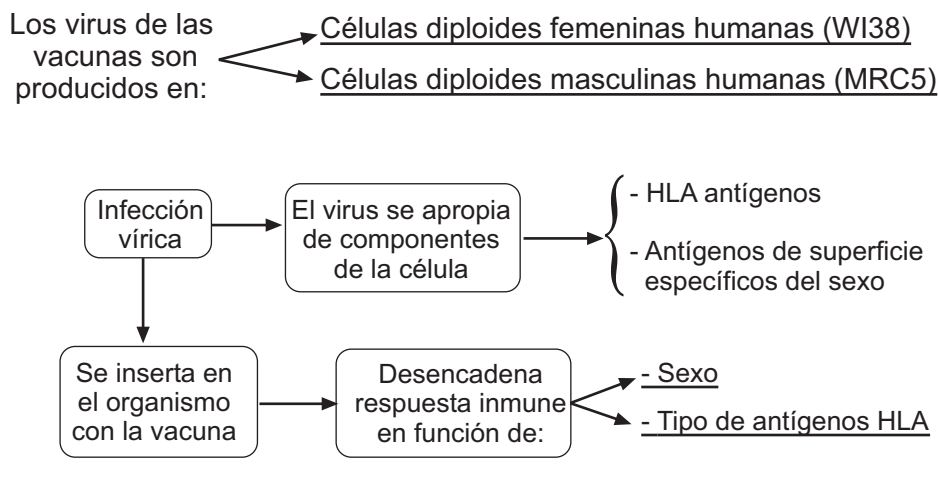 Los virus de las
vacunas son
producidos en:
Células diploides femeninas humanas (WI38)
Células diploides masculinas humanas (MRC5)
Infección
vírica
El virus se apropia
de componentes
de la célula
- HLA antígenos
- Antígenos de superficie
específicos del sexo
Se inserta en
el organismo
con la vacuna
Desencadena
respuesta inmune
en función de:
- Sexo
- Tipo de antígenos HLA